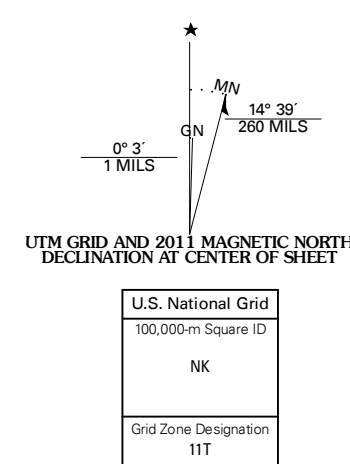 ★
MN
14° 39´
260 MILS
GN
0° 3´
1 MILS
UTM GRID AND 2011 MAGNETIC NORTH
DECLINATION AT CENTER OF SHEET
U.S. National Grid
100,000-m Square ID
NK
Grid Zone Designation
11T